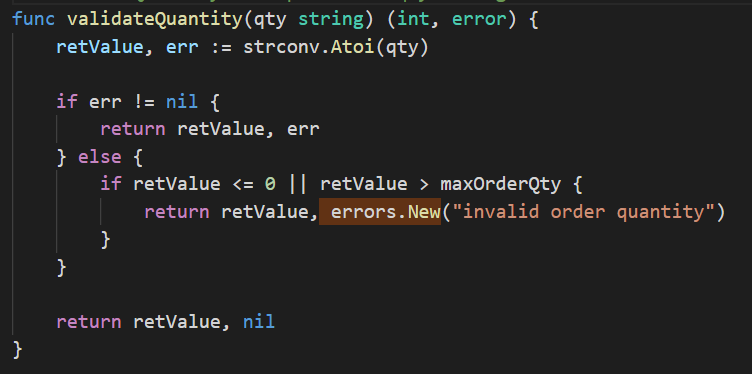 func validateQuantity(qty string) (int, error) {
    retValue, err := strconv.Atoi(qty)

    if err != nil {
        return retValue, err
    } else {
        if retValue <= 0 || retValue > maxOrderQty {
            return retValue, errors.New("invalid order quantity")
        }
    }

    return retValue, nil
}